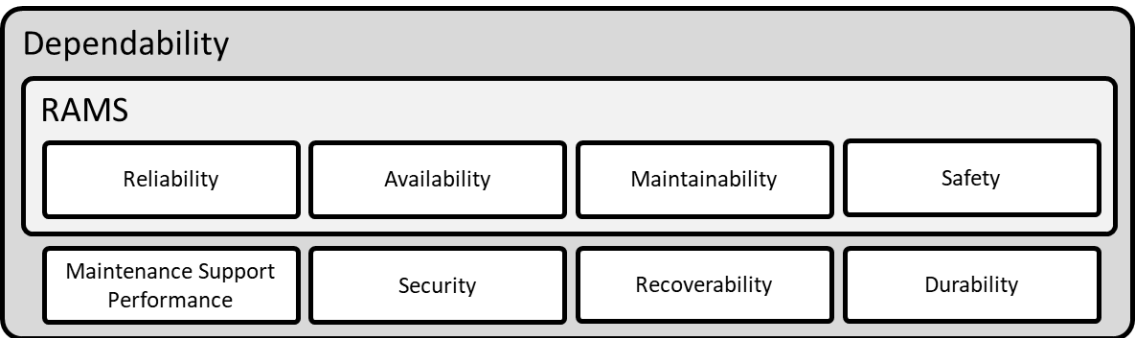 Dependability
RAMS
Reliability
Availability
Maintainability
Safety
Maintenance Support
Performance
Security
Recoverability
Durability